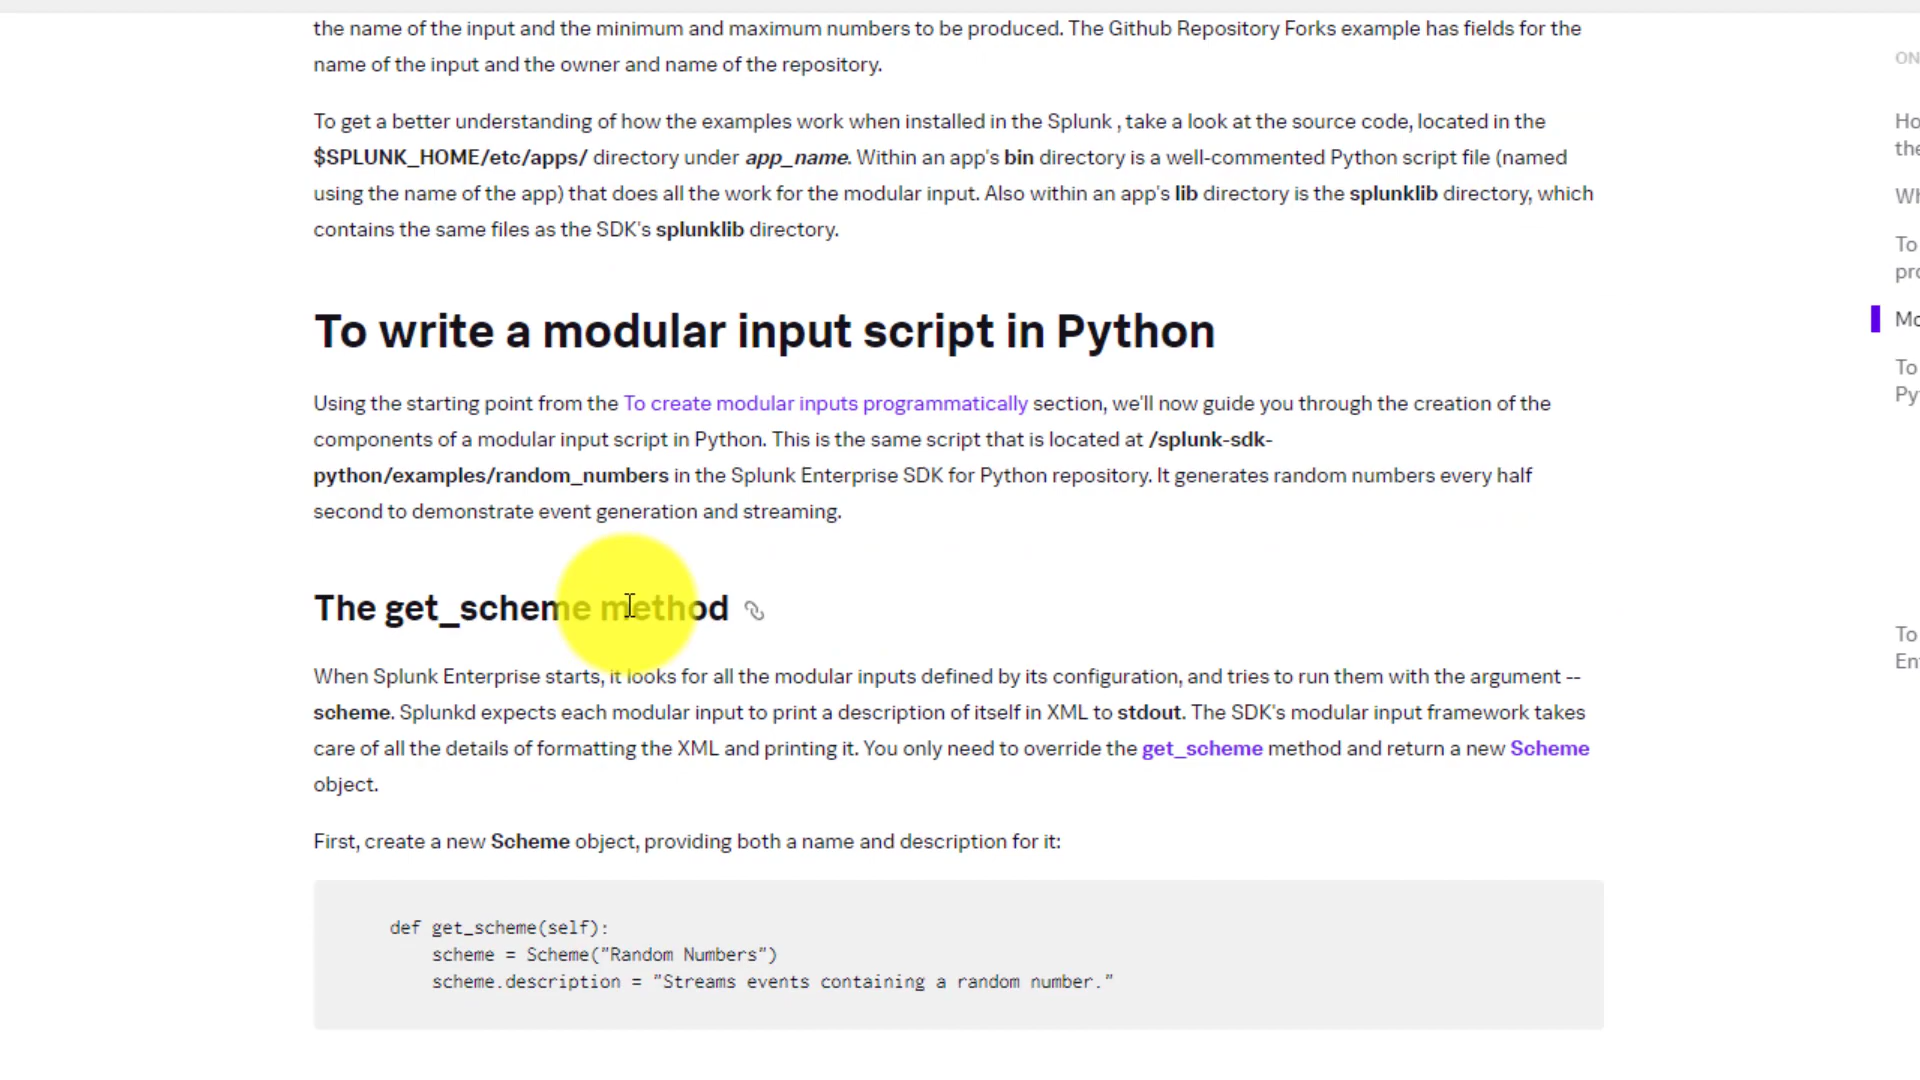 the name of the input and the minimum and maximum numbers to be produced. The Github Repository Forks example has fields for the
name of the input and the owner and name of the repository.
To get a better understanding of how the examples work when installed in the Splunk , take a look at the source code, located in the
$SPLUNK_HOME/etc/apps/ directory under app_name. Within an app's bin directory is a well-commented Python script file (named
using the name of the app) that does all the work for the modular input. Also within an app's lib directory is the splunklib directory, which
contains the same files as the SDK's splunklib directory.
To write a modular input script in Python
Using the starting point from the To create modular inputs programmatically section, we'll now guide you through the creation of the
components of a modular input script in Python. This is the same script that is located at /splunk-sdk-
python/examples/random_numbers in the Splunk Enterprise SDK for Python repository. It generates random numbers every half
second to demonstrate event generation and streaming.
The get_scheme method
When Splunk Enterprise starts, it looks for all the modular inputs defined by its configuration, and tries to run them with the argument --
scheme. Splunkd expects each modular input to print a description of itself in XML to stdout. The SDK's modular input framework takes
care of all the details of formatting the XML and printing it. You only need to override the get_scheme method and return a new Scheme
object.
First, create a new Scheme object, providing both a name and description for it:
def get_scheme(self):
    scheme = Scheme("Random Numbers")
    scheme.description = "Streams events containing a random number."
ON
Ho
the
Wh
To
pro
Mo
To
Py
To
En